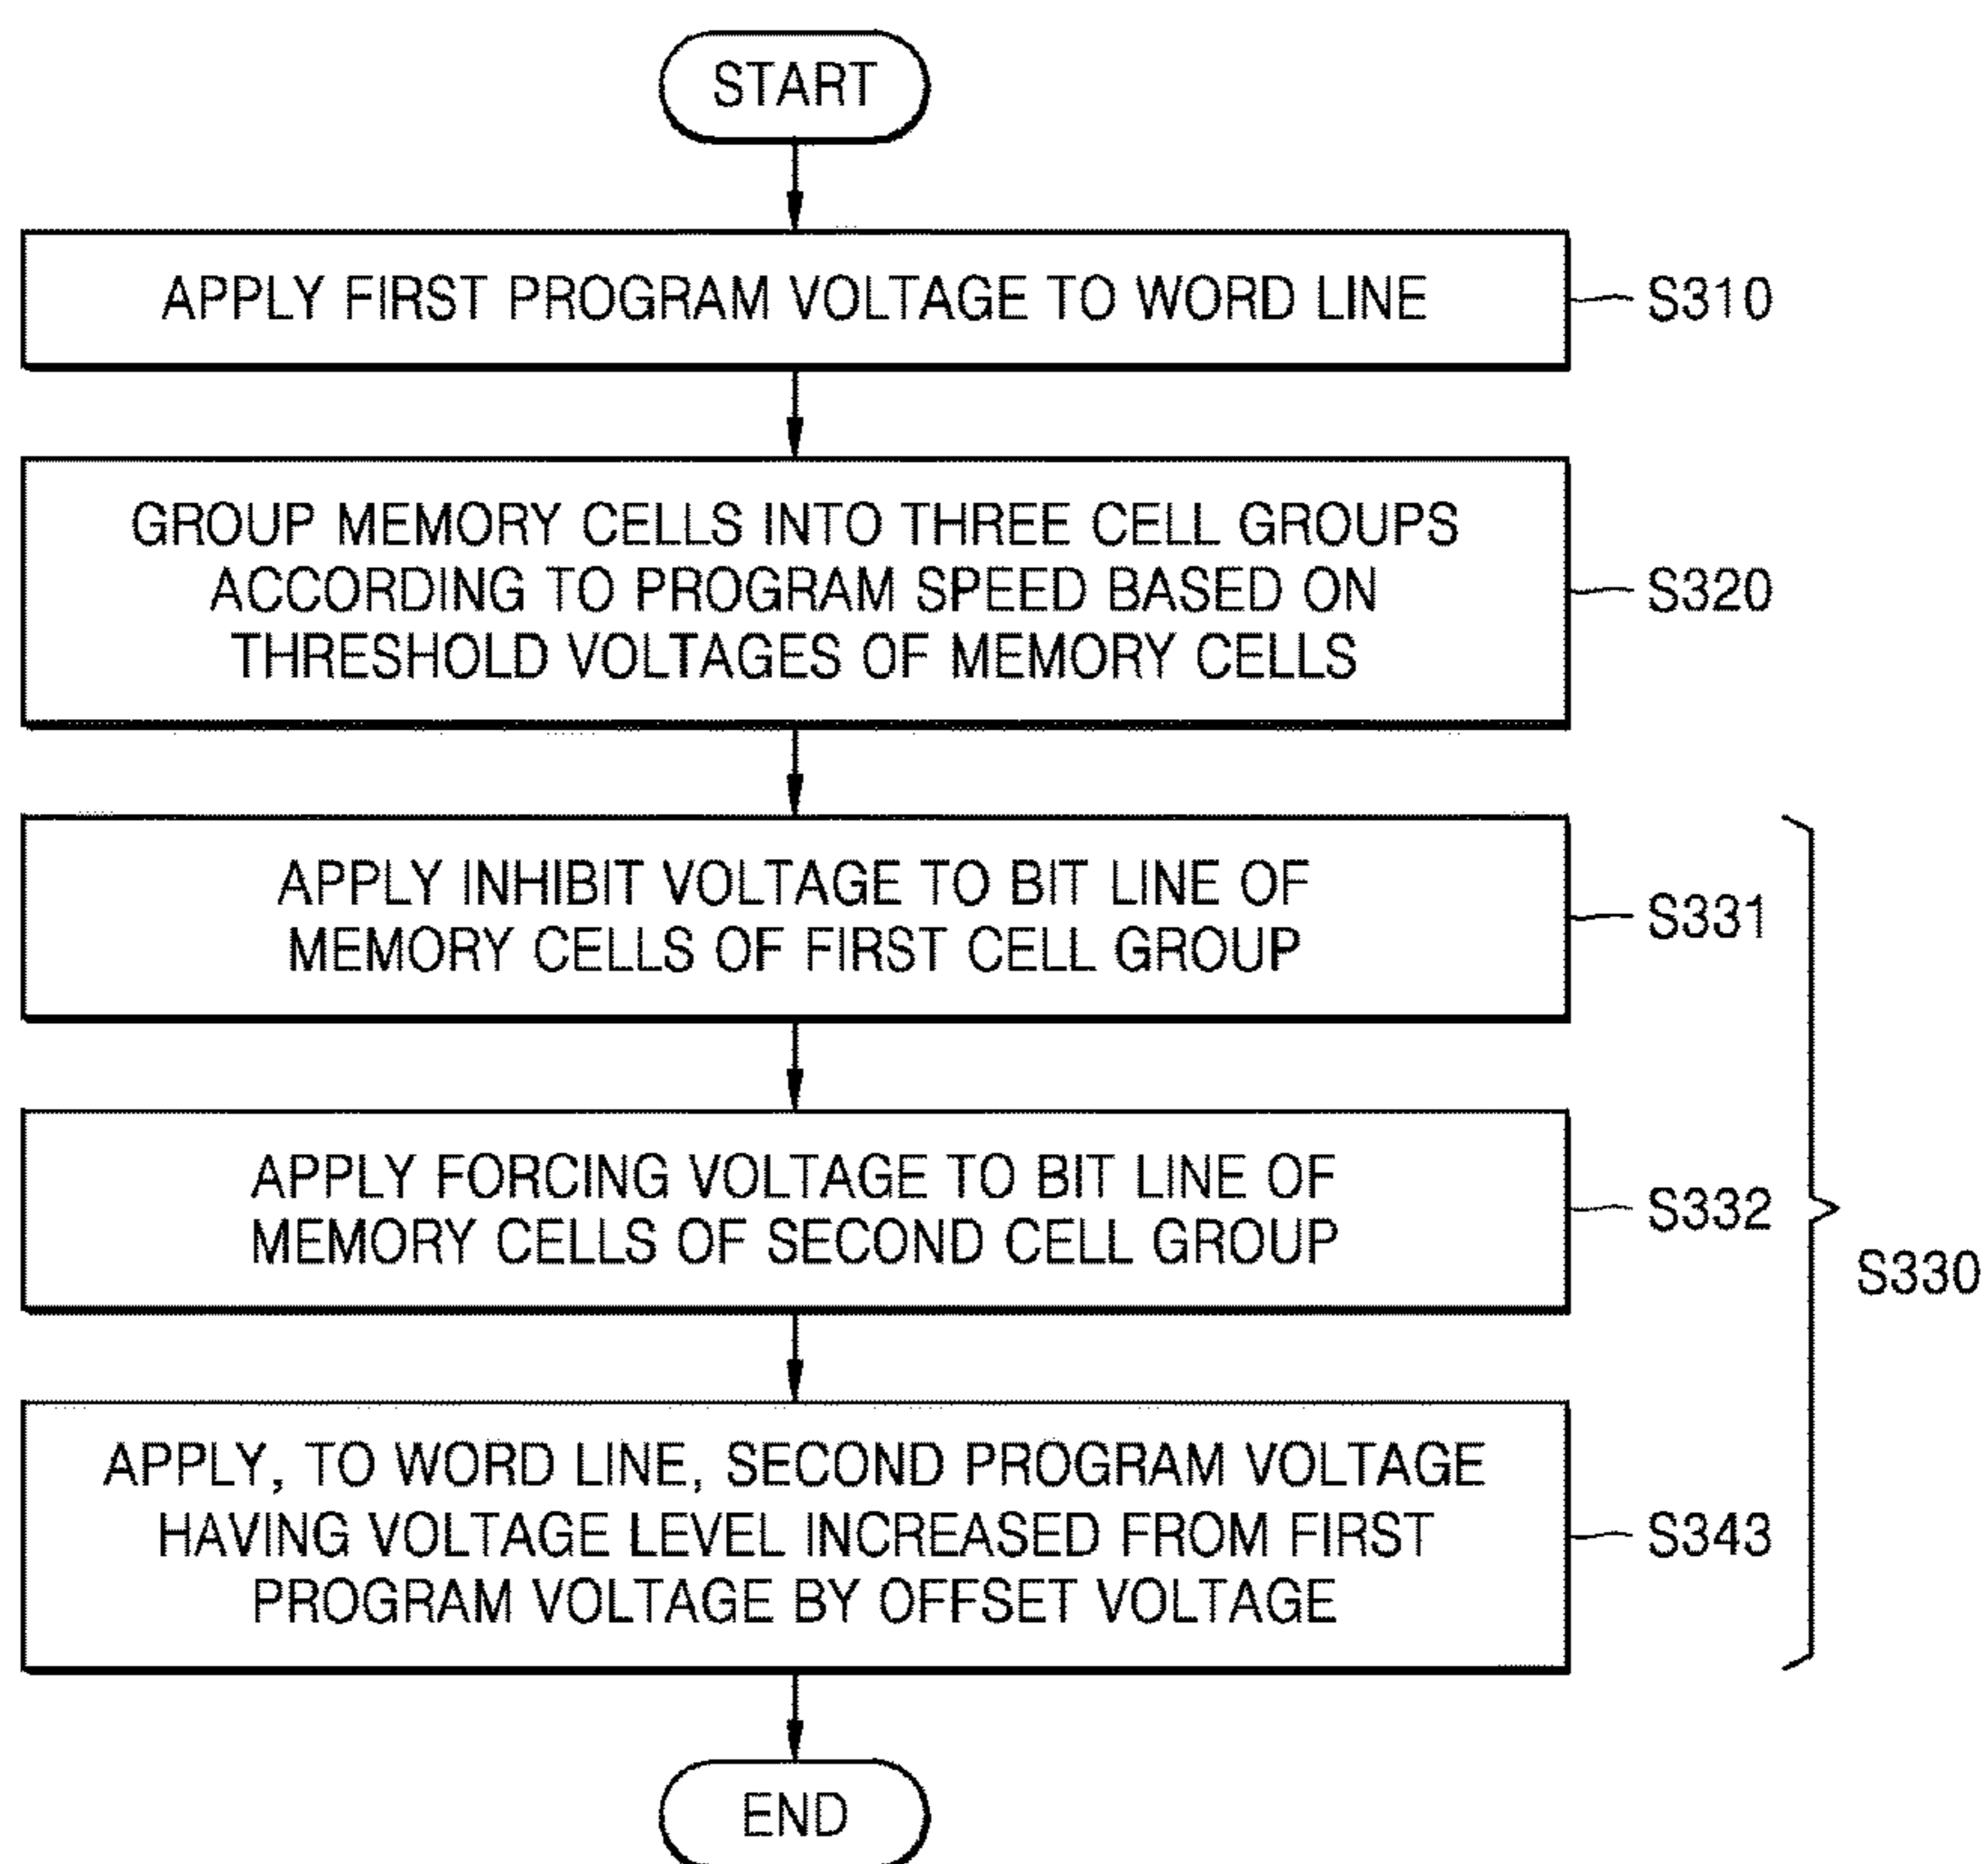 START
APPLY FIRST PROGRAM VOLTAGE TO WORD LINE
S310
GROUP MEMORY CELLS INTO THREE CELL GROUPS
ACCORDING TO PROGRAM SPEED BASED ON
THRESHOLD VOLTAGES OF MEMORY CELLS
S320
APPLY INHIBIT VOLTAGE TO BIT LINE OF
MEMORY CELLS OF FIRST CELL GROUP
S331
APPLY FORCING VOLTAGE TO BIT LINE OF
MEMORY CELLS OF SECOND CELL GROUP
S332
S330
APPLY, TO WORD LINE, SECOND PROGRAM VOLTAGE
HAVING VOLTAGE LEVEL INCREASED FROM FIRST
PROGRAM VOLTAGE BY OFFSET VOLTAGE
S343
END